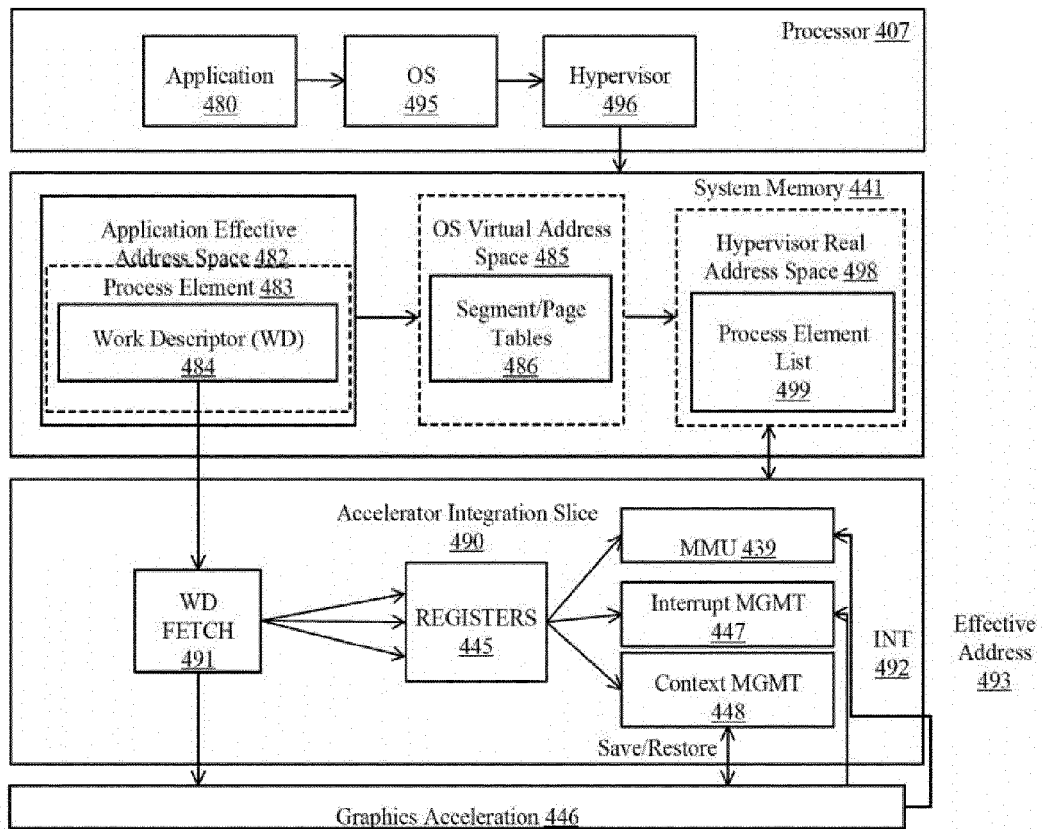 Processor 407
Application
480
OS
495
Hypervisor
496
System Memory 441
Application Effective
Address Space 482
Process Element 483
Work Descriptor (WD)
484
OS Virtual Address
Space 485
Segment/Page
Tables
486
Hypervisor Real
Address Space 498
Process Element
List
499
Accelerator Integration Slice
490
WD
FETCH
491
REGISTERS
445
MMU 439
Interrupt MGMT
447
Context MGMT
448
INT
492
Effective
Address
493
Save/Restore
Graphics Acceleration 446